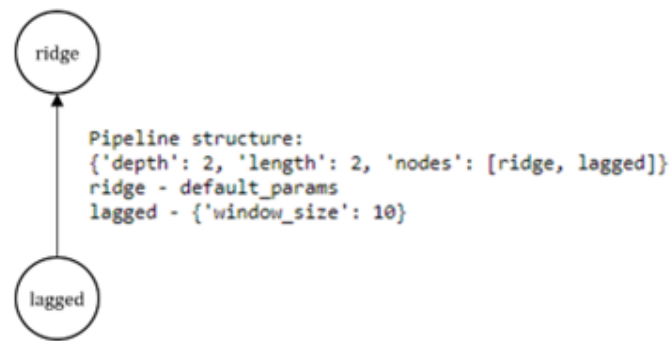 ridge
Pipeline structure:
{'depth': 2, 'length': 2, 'nodes': [ridge, lagged]}
ridge - default_params
lagged - {'window_size': 10}
lagged